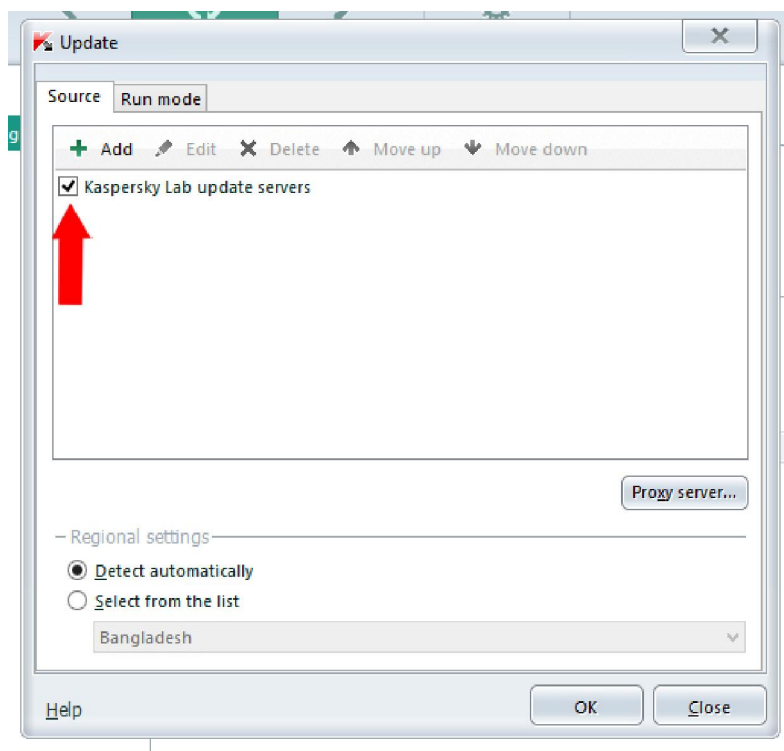 Update
Source Run mode
Add Edit Delete Move up Move down
Kaspersky Lab update servers
Proxy server...
Regional settings
Detect automatically
Select from the list
Bangladesh
Help OK Close